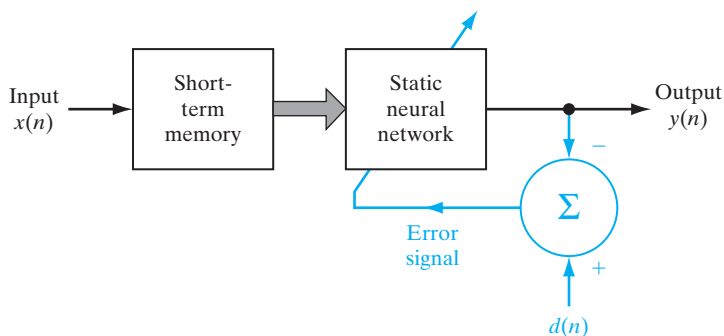 Input
x(n)
Short-
term
memory
Static
neural
network
Output
y(n)
−
Σ
+
Error
signal
d(n)